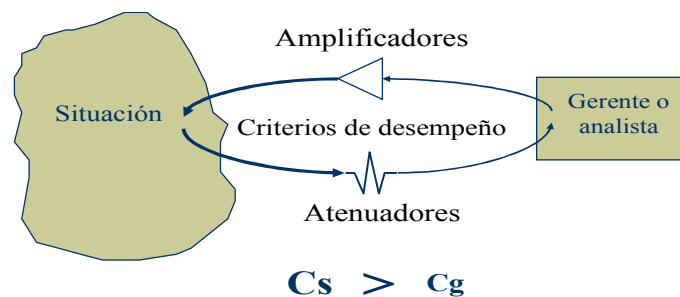 Amplificadores
Situación
Criterios de desempeño
Gerente o
analista
Atenuadores
Cs > Cg